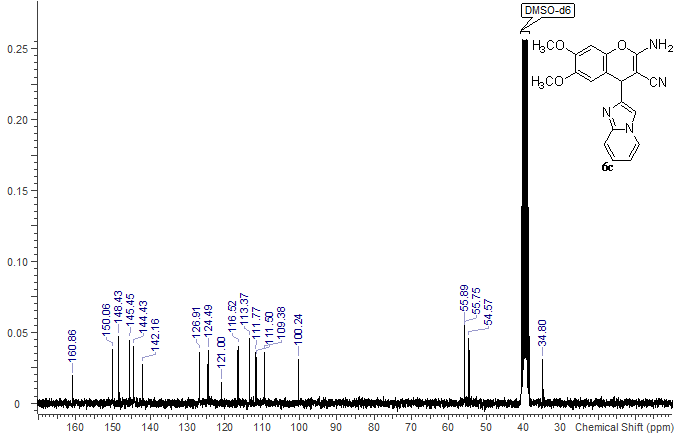 DMSO-d6
0.25
0.20
0.15
0.10
0.05
0
H₃CO
O
NH₂
H₃CO
CN
N
N
6c
160.86
150.06
148.43
145.45
144.43
142.16
126.91
124.49
121.00
116.52
113.37
111.77
111.50
109.38
100.24
55.89
55.75
54.57
34.80
160 150 140 130 120 110 100 90 80 70 60 50 40 30
Chemical Shift (ppm)